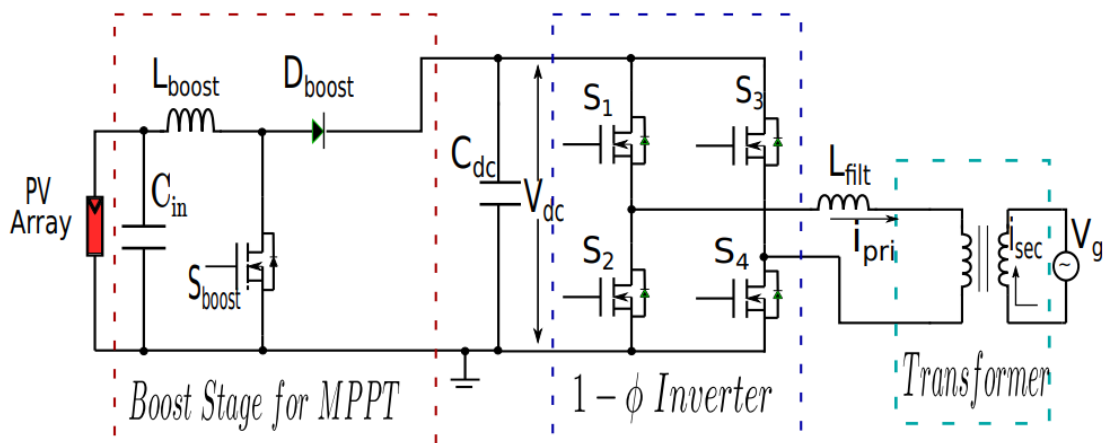 L_boost
D_boost
PV
Array
C_in
S_boost
Boost Stage for MPPT
C_dc
V_dc
S_1
S_2
S_3
S_4
1 − ϕ Inverter
L_filt
i_pri
i_sec
V_g
~
Transformer